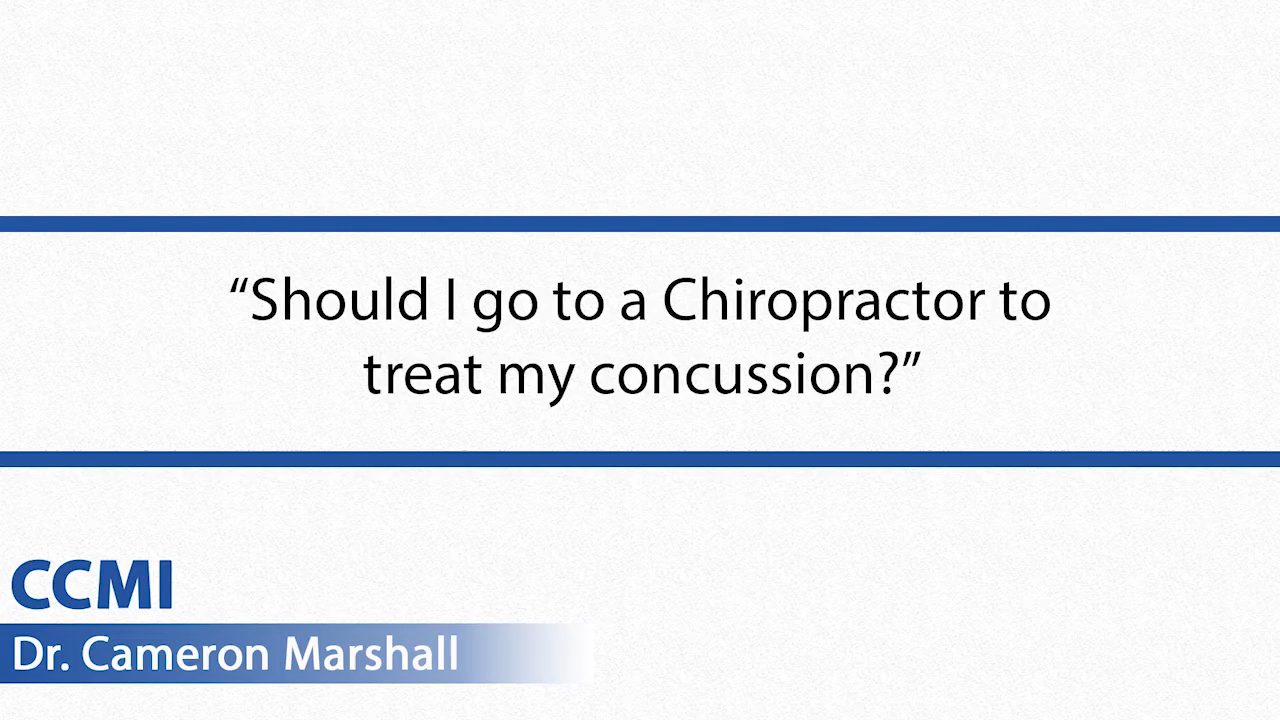 “Should I go to a Chiropractor to
treat my concussion?”
CCMI
Dr. Cameron Marshall